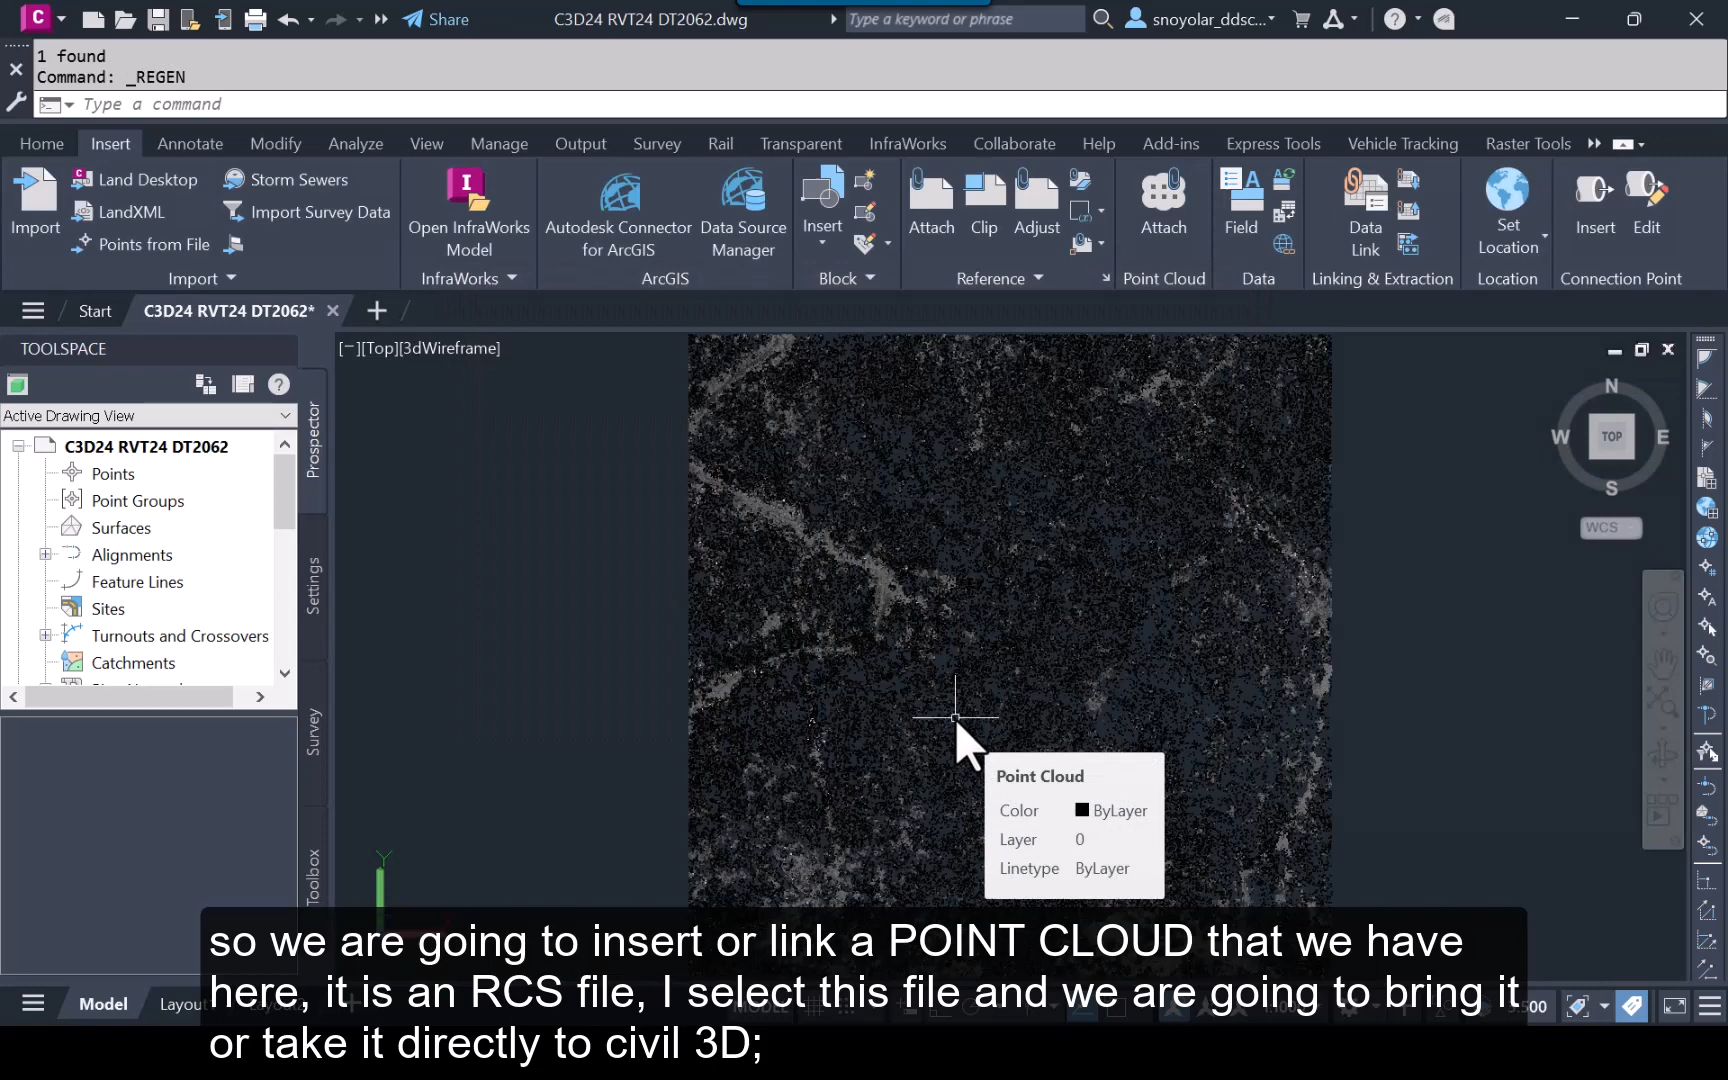 C3D24 RVT24 DT2062.dwg
Share
Type a keyword or phrase
snoyolar_ddsc...
1 found
Command: _REGEN
Type a command
Home Insert Annotate Modify Analyze View Manage Output Survey Rail Transparent InfraWorks Collaborate Help Add-ins Express Tools Vehicle Tracking Raster Tools
Import
Land Desktop
LandXML
Points from File
Storm Sewers
Import Survey Data
Import
Open InfraWorks
Model
InfraWorks
Autodesk Connector
for ArcGIS
Data Source
Manager
ArcGIS
Insert
Block
Attach Clip Adjust
Reference
Attach
Point Cloud
Field
Data
Data
Link
Linking & Extraction
Set
Location
Location
Insert Edit
Connection Point
Start
C3D24 RVT24 DT2062*
TOOLSPACE
Active Drawing View
C3D24 RVT24 DT2062
Points
Point Groups
Surfaces
Alignments
Feature Lines
Sites
Turnouts and Crossovers
Catchments
Prospector
Settings
Survey
Toolbox
[−][Top][3dWireframe]
N
W TOP E
S
WCS
Point Cloud
Color ByLayer
Layer 0
Linetype ByLayer
Model
so we are going to insert or link a POINT CLOUD that we have
here, it is an RCS file, I select this file and we are going to bring it
or take it directly to civil 3D;